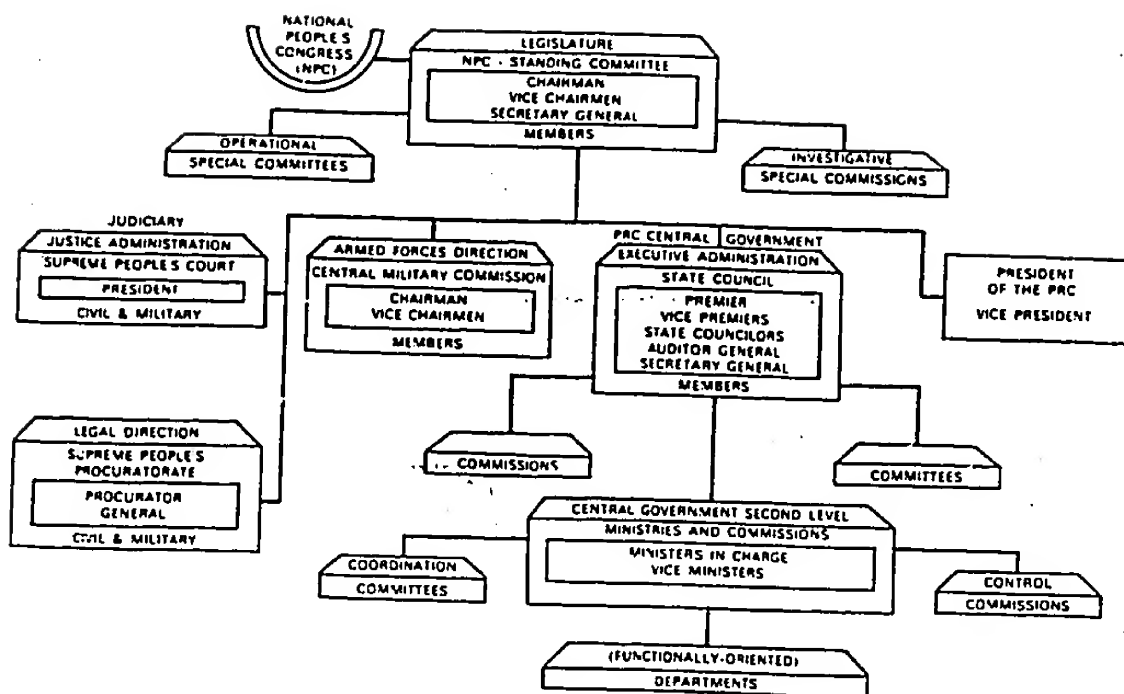 NATIONAL
PEOPLE'S
CONGRESS
(NPC)
LEGISLATURE
NPC - STANDING COMMITTEE
CHAIRMAN
VICE CHAIRMEN
SECRETARY GENERAL
MEMBERS
OPERATIONAL
SPECIAL COMMITTEES
INVESTIGATIVE
SPECIAL COMMISSIONS
JUDICIARY
JUSTICE ADMINISTRATION
SUPREME PEOPLE'S COURT
PRESIDENT
CIVIL & MILITARY
ARMED FORCES DIRECTION
CENTRAL MILITARY COMMISSION
CHAIRMAN
VICE CHAIRMEN
MEMBERS
PRC CENTRAL GOVERNMENT
EXECUTIVE ADMINISTRATION
STATE COUNCIL
PREMIER
VICE PREMIERS
STATE COUNCILORS
AUDITOR GENERAL
SECRETARY GENERAL
MEMBERS
PRESIDENT
OF THE PRC
VICE PRESIDENT
LEGAL DIRECTION
SUPREME PEOPLE'S
PROCURATORATE
PROCURATOR
GENERAL
CIVIL & MILITARY
COMMISSIONS
COMMITTEES
CENTRAL GOVERNMENT SECOND LEVEL
MINISTRIES AND COMMISSIONS
MINISTERS IN CHARGE
VICE MINISTERS
COORDINATION
COMMITTEES
CONTROL
COMMISSIONS
(FUNCTIONALLY-ORIENTED)
DEPARTMENTS